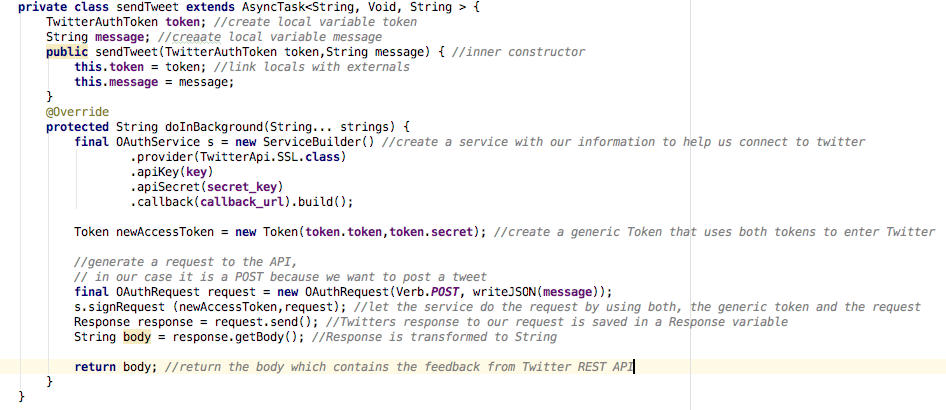 private class sendTweet extends AsyncTask<String, Void, String > {
TwitterAuthToken token; //create local variable token
String message; //creaate local variable message
public sendTweet(TwitterAuthToken token,String message) { //inner constructor
this.token = token; //link locals with externals
this.message = message;
}
@Override
protected String doInBackground(String... strings) {
final OAuthService s = new ServiceBuilder() //create a service with our information to help us connect to twitter
.provider(TwitterApi.SSL.class)
.apiKey(key)
.apiSecret(secret_key)
.callback(callback_url).build();
Token newAccessToken = new Token(token.token,token.secret); //create a generic Token that uses both tokens to enter Twitter
//generate a request to the API,
// in our case it is a POST because we want to post a tweet
final OAuthRequest request = new OAuthRequest(Verb.POST, writeJSON(message));
s.signRequest (newAccessToken,request); //let the service do the request by using both, the generic token and the request
Response response = request.send(); //Twitters response to our request is saved in a Response variable
String body = response.getBody(); //Response is transformed to String
return body; //return the body which contains the feedback from Twitter REST API
}
}